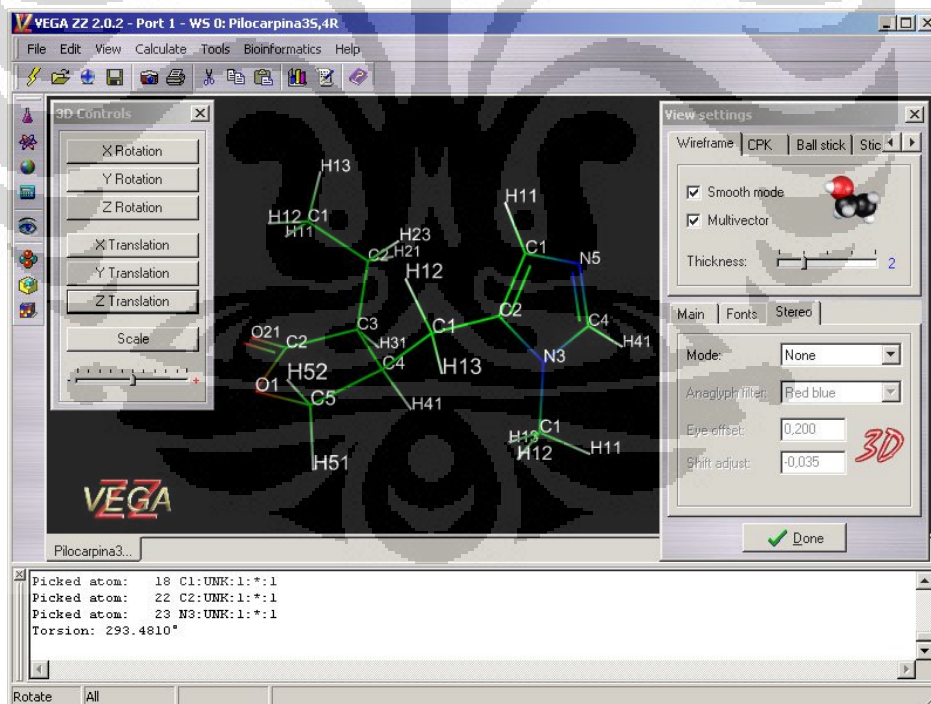 VEGA ZZ 2.0.2 - Port 1 - WS 0: Pilocarpina3S,4R
File Edit View Calculate Tools Bioinformatics Help
3D Controls
X Rotation
Y Rotation
Z Rotation
X Translation
Y Translation
Z Translation
Scale
- +
H13
H12 C1
H11
C2 H23
H21
H12
H11
C1 N5
C2
C4
H41
N3
C1
H13
O21 C2
C3
H31
C4
H52
O1 C5
H41
H51
C1
H13
H12 H11
VEGA ZZ
View settings
Wireframe CPK Ball stick Stic
Smooth mode
Multivector
Thickness: 2
Main Fonts Stereo
Mode: None
Anaglyph filter: Red blue
Eye offset: 0,200
Shift adjust: -0,035
3D
Done
Pilocarpina3...
Picked atom: 18 C1:UNK:1:*:1
Picked atom: 22 C2:UNK:1:*:1
Picked atom: 23 N3:UNK:1:*:1
Torsion: 293.4810°
Rotate All